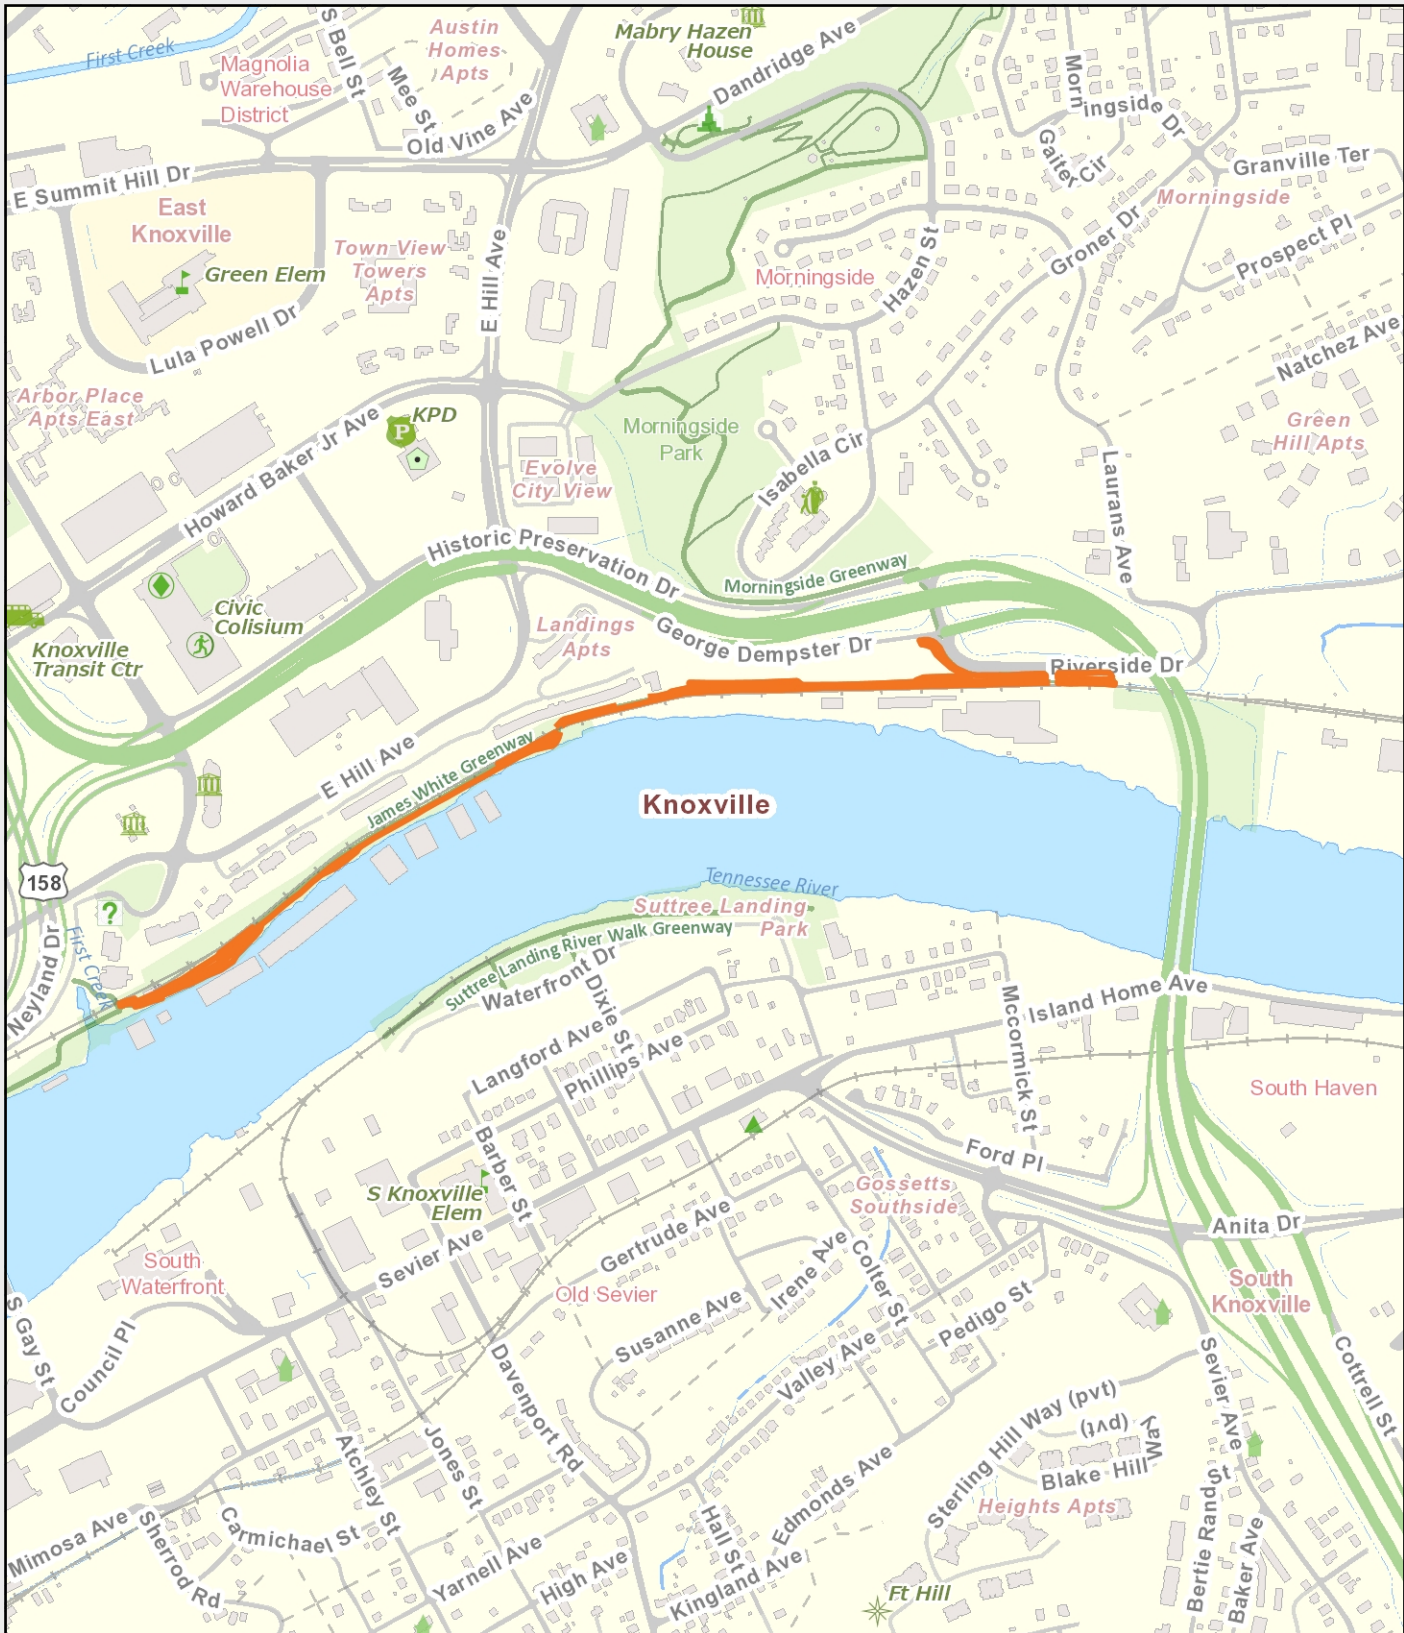 First Creek
Magnolia
Warehouse
District
S Bell St
Mee St
Austin
Homes
Apts
Old Vine Ave
Mabry Hazen
House
Dandridge Ave
Morn
ingside Dr
Gaiter Cir
Granville Ter
Morningside
Prospect Pl
Groner Dr
E Summit Hill Dr
East
Knoxville
Green Elem
Lula Powell Dr
Town View
Towers
Apts
E Hill Ave
Morningside
Hazen St
Natchez Ave
Green
Hill Apts
Arbor Place
Apts East
Howard Baker Jr Ave
P
KPD
Evolve
City View
Morningside
Park
Isabella Cir
Laurans Ave
Historic Preservation Dr
Morningside Greenway
Civic
Colisium
Knoxville
Transit Ctr
Landings
Apts
George Dempster Dr
Riverside Dr
E Hill Ave
James White Greenway
Knoxville
158
?
Neyland Dr
First Creek
Tennessee River
Suttree Landing
Park
Suttree Landing River Walk Greenway
Waterfront Dr
Dixie St
Langford Ave
Phillips Ave
Mccormick St
Island Home Ave
South Haven
Barber St
S Knoxville
Elem
Sevier Ave
Ford Pl
Gossetts
Southside
Anita Dr
Gertrude Ave
Irene Ave
Colter St
South
Waterfront
Old Sevier
Susanne Ave
Pedigo St
South
Knoxville
S Gay St
Council Pl
Valley Ave
Davenport Rd
Sevier Ave
Cottrell St
Sterling Hill Way (pvt)
Blake Hill Way
(pvt)
Heights Apts
Jones St
Atchley St
Edmonds Ave
Mimosa Ave
Sherrod Rd
Carmichael St
Yarnell Ave
High Ave
Hall St
Kingland Ave
Ft Hill
Bertie Rand St
Baker Ave